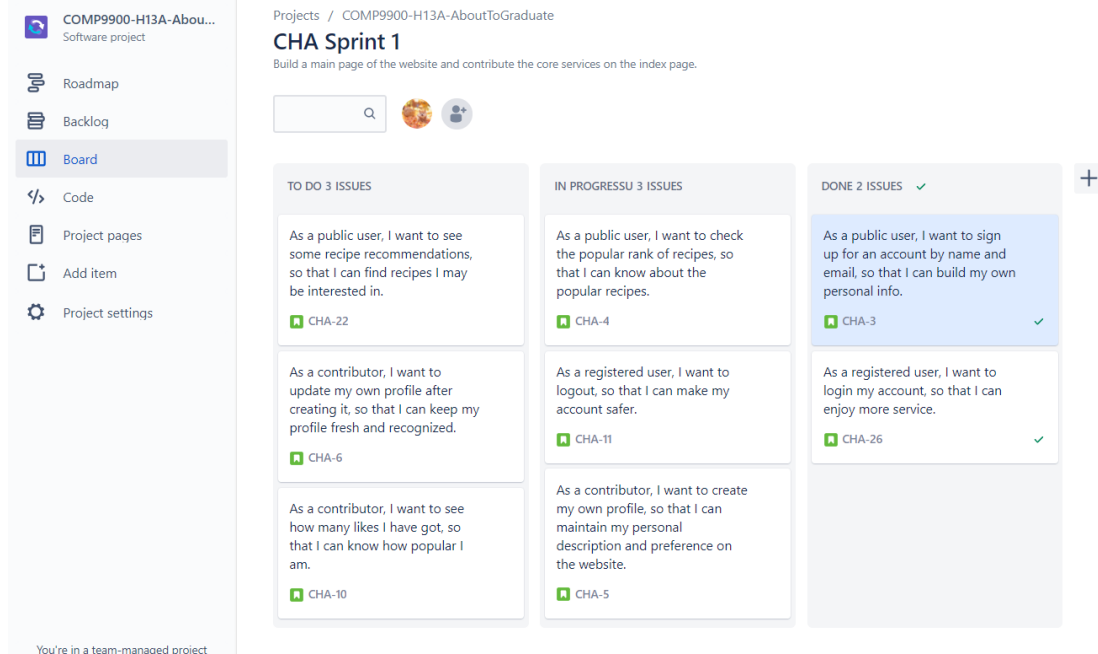 COMP9900-H13A-Abou...
Software project
Roadmap
Backlog
Board
Code
Project pages
Add item
Project settings
You're in a team-managed project
Projects / COMP9900-H13A-AboutToGraduate
CHA Sprint 1
Build a main page of the website and contribute the core services on the index page.
TO DO 3 ISSUES
As a public user, I want to see
some recipe recommendations,
so that I can find recipes I may
be interested in.
CHA-22
As a contributor, I want to
update my own profile after
creating it, so that I can keep my
profile fresh and recognized.
CHA-6
As a contributor, I want to see
how many likes I have got, so
that I can know how popular I
am.
CHA-10
IN PROGRESSU 3 ISSUES
As a public user, I want to check
the popular rank of recipes, so
that I can know about the
popular recipes.
CHA-4
As a registered user, I want to
logout, so that I can make my
account safer.
CHA-11
As a contributor, I want to create
my own profile, so that I can
maintain my personal
description and preference on
the website.
CHA-5
DONE 2 ISSUES
As a public user, I want to sign
up for an account by name and
email, so that I can build my own
personal info.
CHA-3
As a registered user, I want to
login my account, so that I can
enjoy more service.
CHA-26